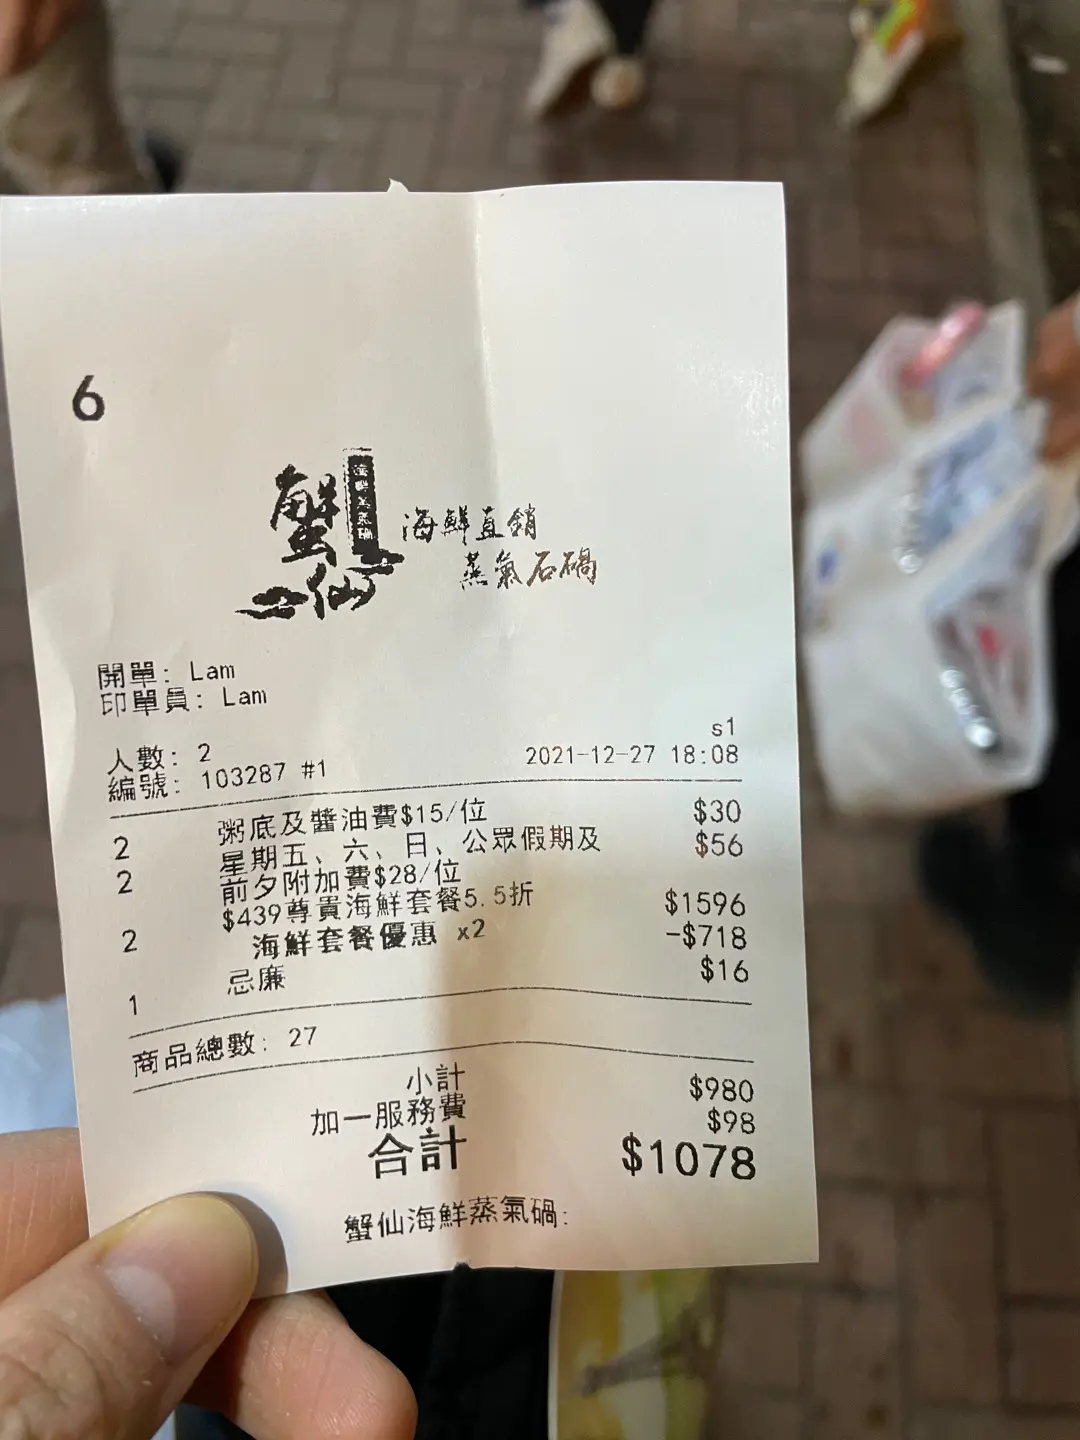 6
蟹仙
海鮮直銷
蒸氣石鍋
開單: Lam
印單員: Lam
s1
人數: 2
2021-12-27 18:08
編號: 103287 #1
2 粥底及醬油費$15/位 $30
2 星期五、六、日、公眾假期及 $56
前夕附加費$28/位
2 $439尊貴海鮮套餐5.5折 $1596
海鮮套餐優惠 x2 -$718
1 忌廉 $16
商品總數: 27
小計 $980
加一服務費 $98
合計 $1078
蟹仙海鮮蒸氣鍋: